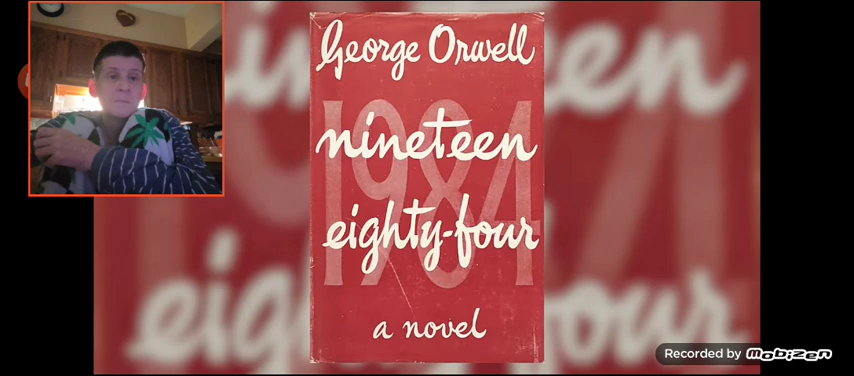 George Orwell
1984
nineteen
eighty-four
a novel
Recorded by mobizen